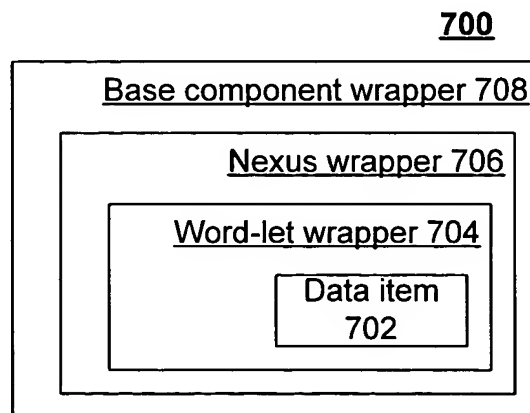 700
Base component wrapper 708
Nexus wrapper 706
Word-let wrapper 704
Data item
702